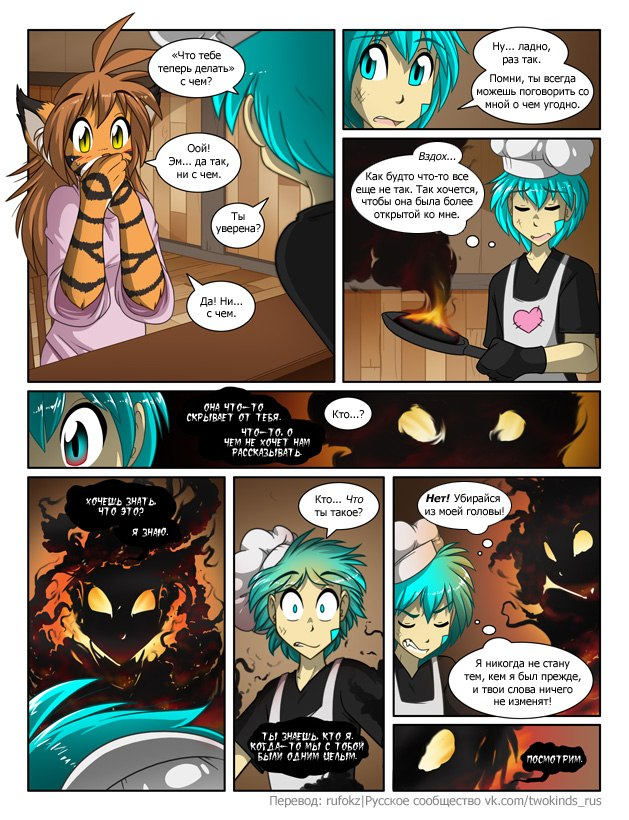 «Что тебе
теперь делать»
с чем?
Оой!
Эм... да так,
ни с чем.
Ты
уверена?
Да! Ни...
с чем.
Ну... ладно,
раз так.
Помни, ты всегда
можешь поговорить со
мной о чем угодно.
Вздох...
Как будто что-то все
еще не так. Так хочется,
чтобы она была более
открытой ко мне.
Она что-то
скрывает от тебя.
Что-то, о
чем не хочет нам
рассказывать.
Кто...?
Хочешь знать,
что это?
Я знаю.
Кто... Что
ты такое?
Ты знаешь, кто я.
Когда-то мы с тобой
были одним целым.
Нет! Убирайся
из моей головы!
Я никогда не стану
тем, кем я был прежде,
и твои слова ничего
не изменят!
Посмотрим.
Перевод: rufokz|Русское сообщество vk.com/twokinds_rus